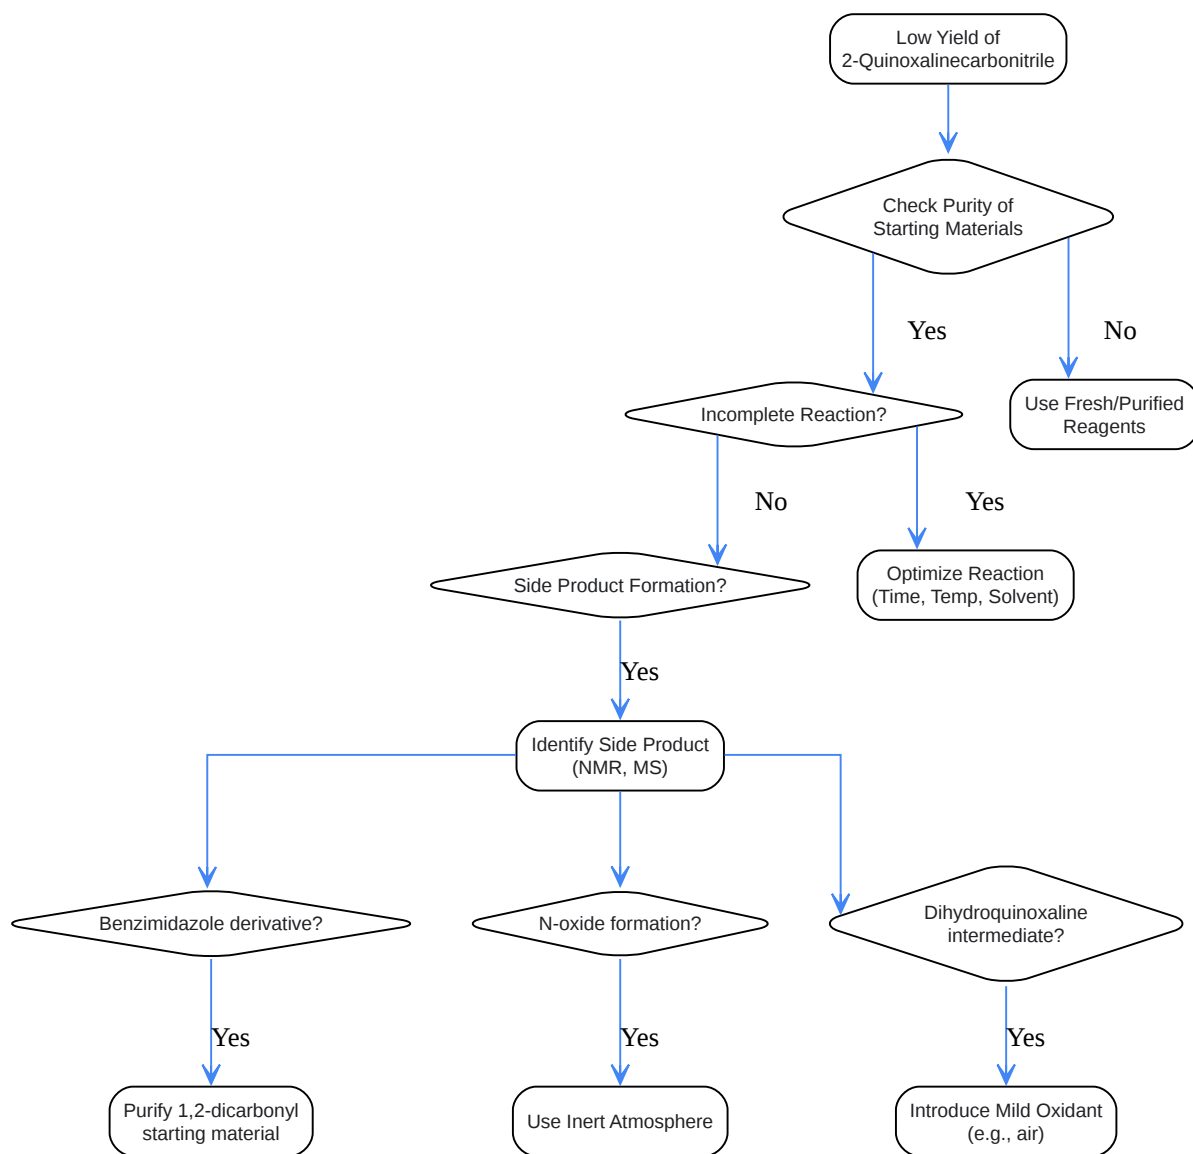 Low Yield of
2-Quinoxalinecarbonitrile
Check Purity of
Starting Materials
Yes
No
Incomplete Reaction?
Use Fresh/Purified
Reagents
No
Yes
Side Product Formation?
Optimize Reaction
(Time, Temp, Solvent)
Yes
Identify Side Product
(NMR, MS)
Benzimidazole derivative?
N-oxide formation?
Dihydroquinoxaline
intermediate?
Yes
Yes
Yes
Purify 1,2-dicarbonyl
starting material
Use Inert Atmosphere
Introduce Mild Oxidant
(e.g., air)